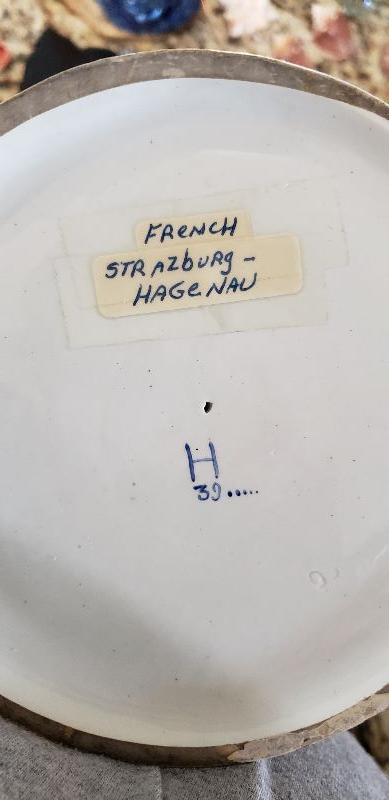 FRENCH
STRAZBURG -
HAGENAU
H
39.....